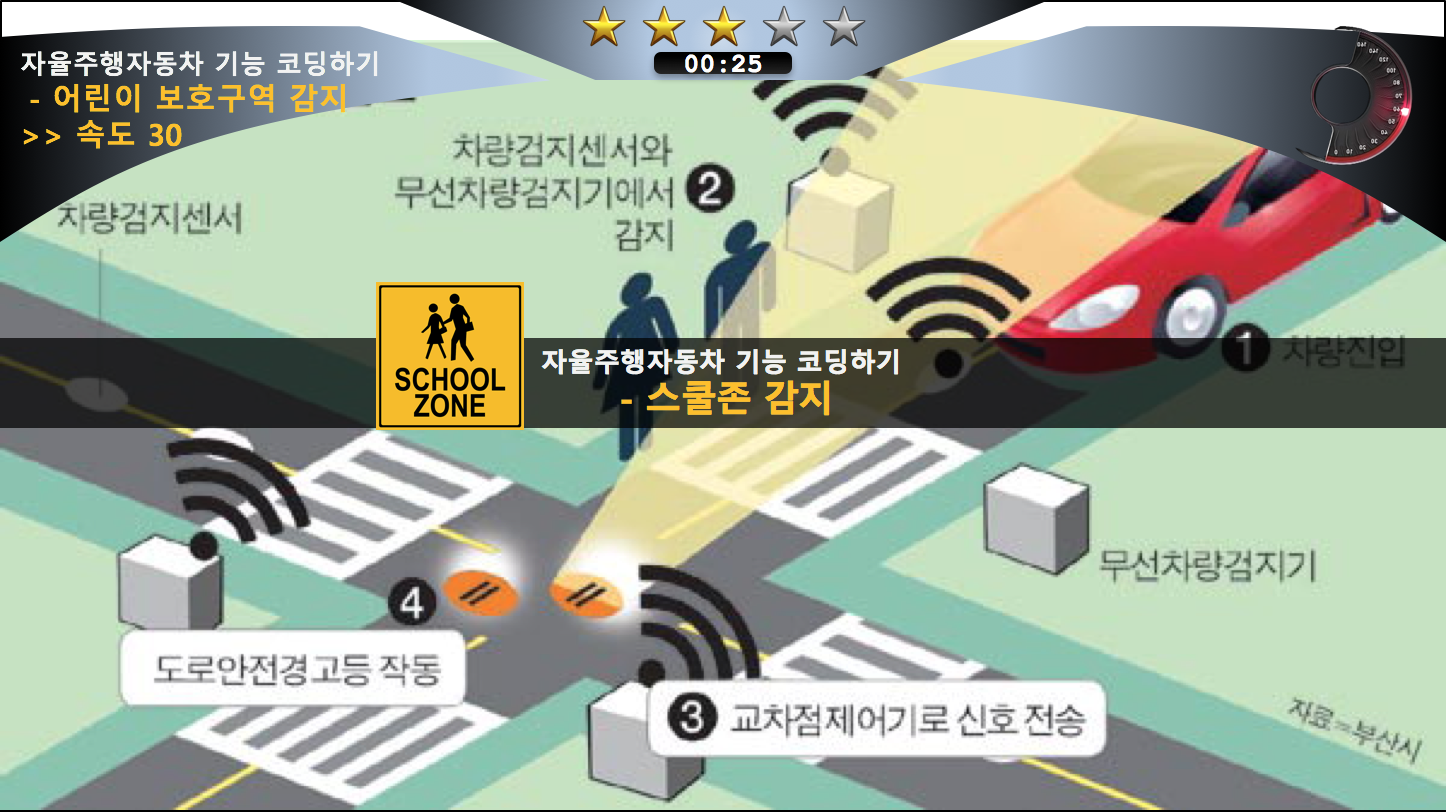 00:25
자율주행자동차 기능 코딩하기
- 어린이 보호구역 감지
>> 속도 30
차량검지센서와
무선차량검지기에서
감지
2
차량검지센서
SCHOOL
ZONE
자율주행자동차 기능 코딩하기
- 스쿨존 감지
1 차량진입
무선차량검지기
4
도로안전경고등 작동
3 교차점제어기로 신호 전송
자료=부산시